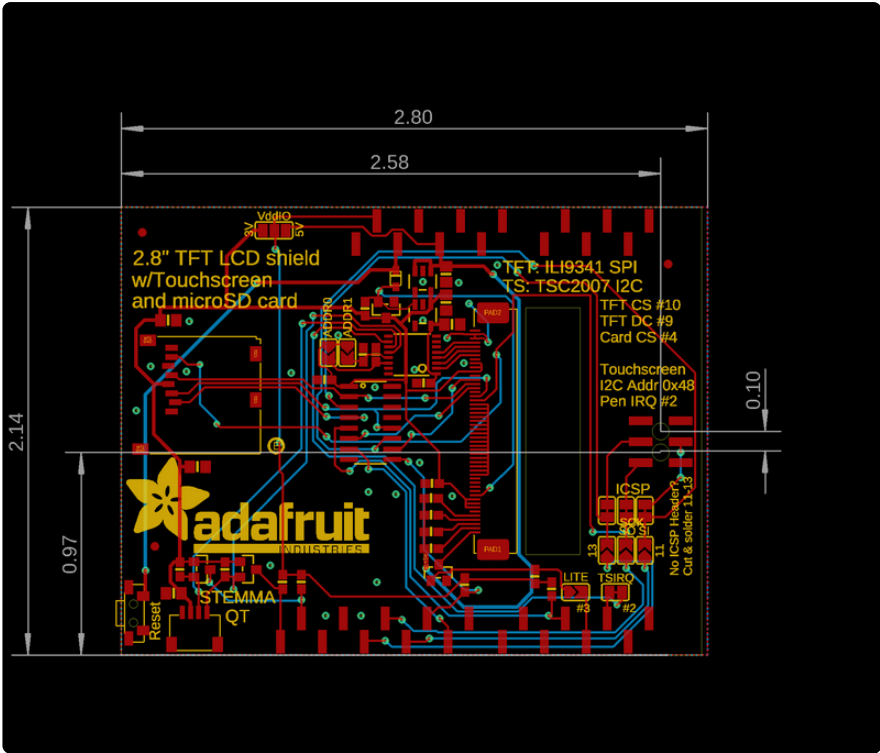 2.80
2.58
VddIO
3V
5V
2.8" TFT LCD shield
w/Touchscreen
and microSD card
TFT: ILI9341 SPI
TS: TSC2007 I2C
TFT CS #10
TFT DC #9
Card CS #4
ADDR0
ADDR1
PAD2
Touchscreen
I2C Addr 0x48
Pen IRQ #2
0.10
2.14
0.97
adafruit
INDUSTRIES
ICSP
SCK
SO SI
13
11
No ICSP Header?
Cut & solder 11-13
PAD1
LITE
TSIRQ
#3
#2
STEMMA
QT
Reset